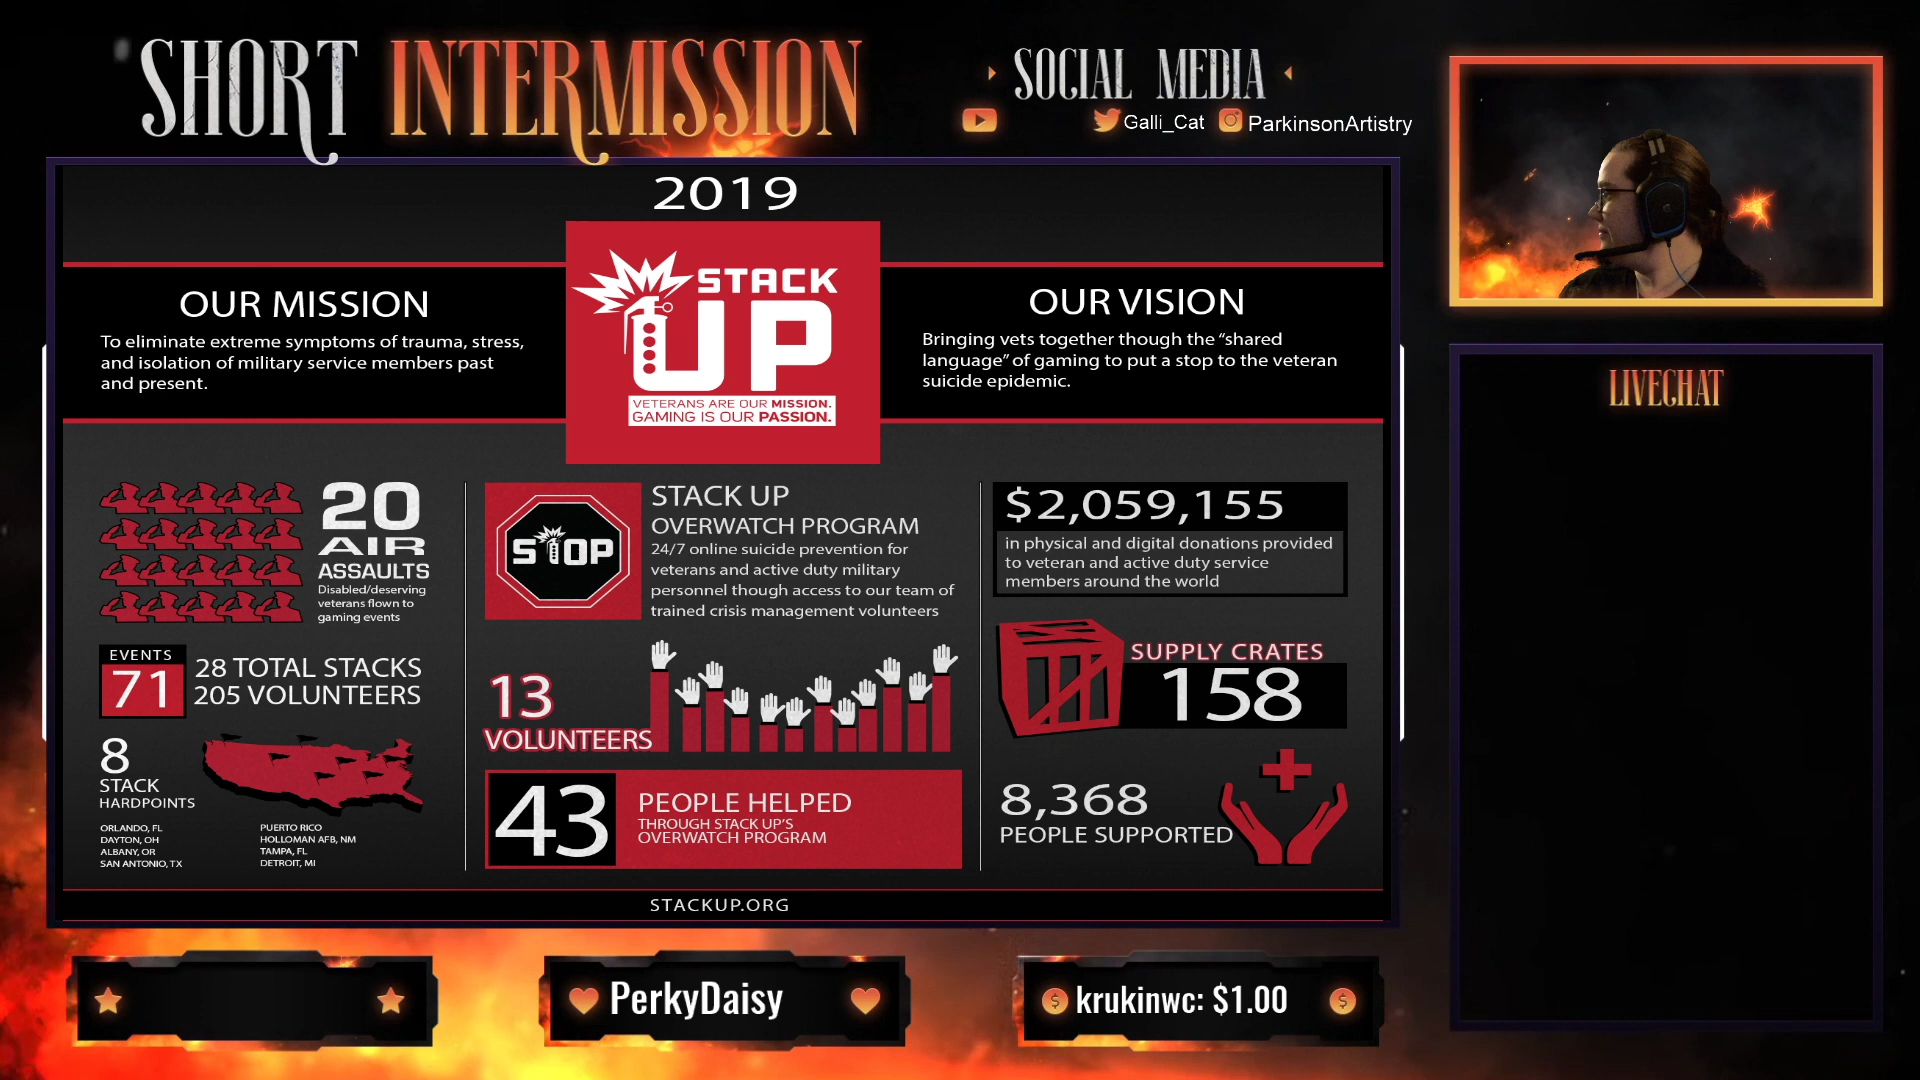 SHORT INTERMISSION
SOCIAL MEDIA
Galli_Cat
ParkinsonArtistry
2019
STACK
UP
VETERANS ARE OUR MISSION.
GAMING IS OUR PASSION.
OUR MISSION
To eliminate extreme symptoms of trauma, stress,
and isolation of military service members past
and present.
OUR VISION
Bringing vets together though the “shared
language” of gaming to put a stop to the veteran
suicide epidemic.
20
AIR
ASSAULTS
Disabled/deserving
veterans flown to
gaming events
EVENTS
71
28 TOTAL STACKS
205 VOLUNTEERS
8
STACK
HARDPOINTS
ORLANDO, FL
DAYTON, OH
ALBANY, OR
SAN ANTONIO, TX
PUERTO RICO
HOLLOMAN AFB, NM
TAMPA, FL
DETROIT, MI
STOP
STACK UP
OVERWATCH PROGRAM
24/7 online suicide prevention for
veterans and active duty military
personnel though access to our team of
trained crisis management volunteers
13
VOLUNTEERS
43
PEOPLE HELPED
THROUGH STACK UP'S
OVERWATCH PROGRAM
$2,059,155
in physical and digital donations provided
to veteran and active duty service
members around the world
SUPPLY CRATES
158
8,368
PEOPLE SUPPORTED
STACKUP.ORG
LIVECHAT
PerkyDaisy
krukinwc: $1.00